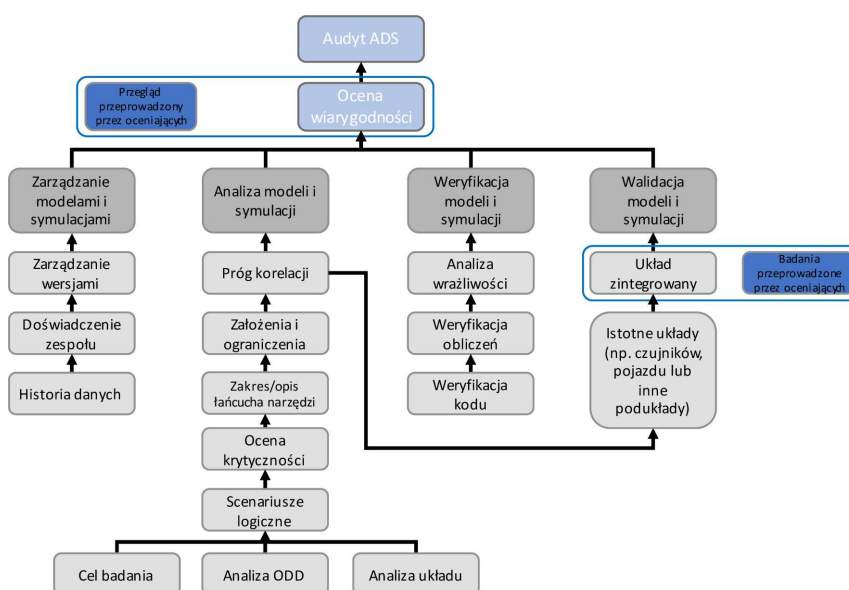 Audyt ADS
Przegląd
przeprowadzony
przez oceniających
Ocena
wiarygodności
Zarządzanie
modelami i
symulacjami
Analiza modeli i
symulacji
Weryfikacja
modeli i
symulacji
Walidacja
modeli i
symulacji
Zarządzanie
wersjami
Próg korelacji
Analiza
wrażliwości
Układ
zintegrowany
Badania
przeprowadzone
przez oceniających
Doświadczenie
zespołu
Założenia i
ograniczenia
Weryfikacja
obliczeń
Istotne układy
(np. czujników,
pojazdu lub
inne
podukłady)
Historia danych
Zakres/opis
łańcucha narzędzi
Weryfikacja
kodu
Ocena
krytyczności
Scenariusze
logiczne
Cel badania
Analiza ODD
Analiza układu